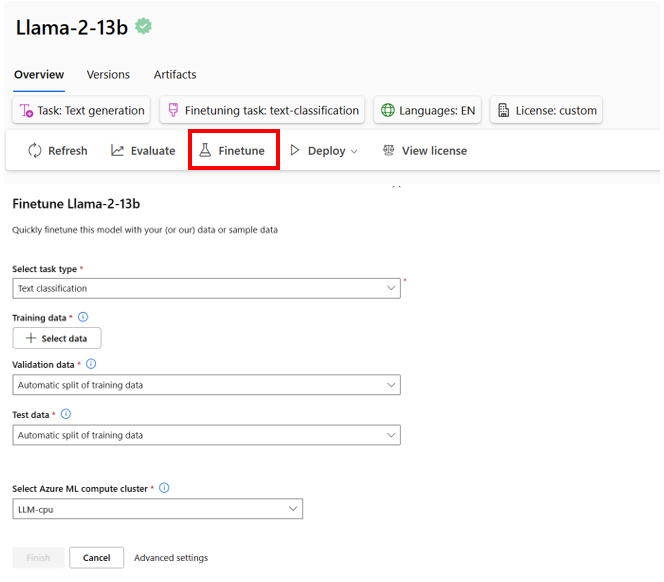 Llama-2-13b
Overview Versions Artifacts
Task: Text generation Finetuning task: text-classification Languages: EN License: custom
Refresh Evaluate Finetune Deploy View license
Finetune Llama-2-13b
Quickly finetune this model with your (or our) data or sample data
Select task type *
Text classification *
Training data *
Select data
Validation data *
Automatic split of training data
Test data *
Automatic split of training data
Select Azure ML compute cluster *
LLM-cpu
Finish Cancel Advanced settings